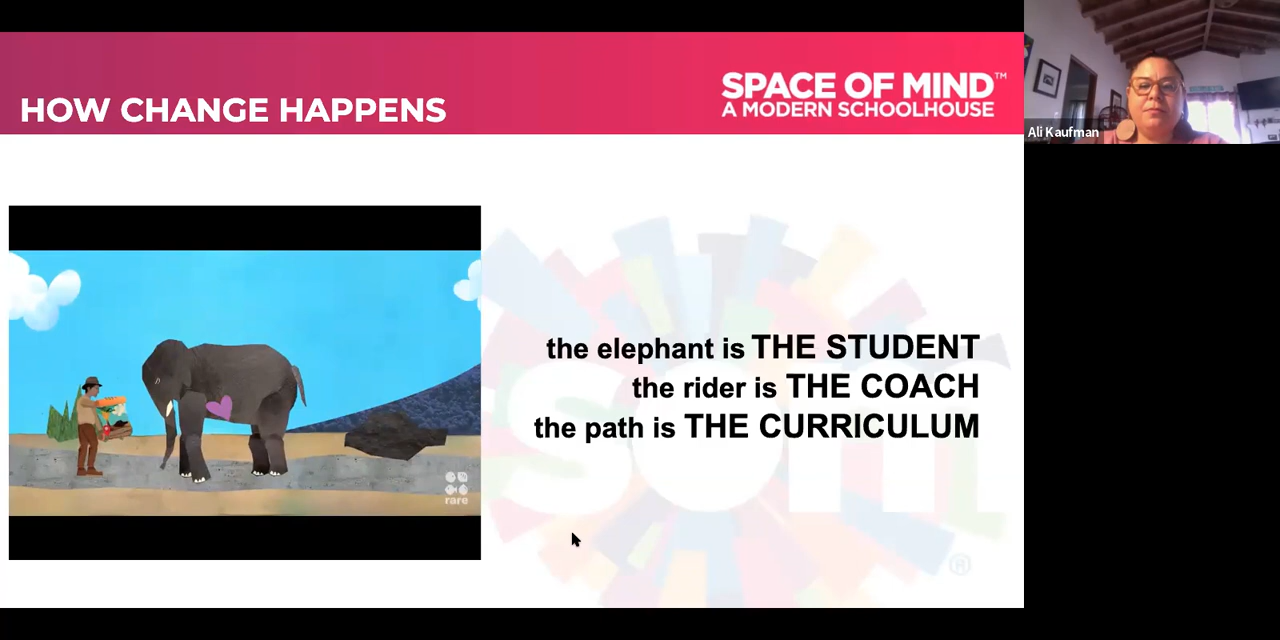 HOW CHANGE HAPPENS
SPACE OF MIND™
A MODERN SCHOOLHOUSE
Ali Kaufman
the elephant is THE STUDENT
the rider is THE COACH
the path is THE CURRICULUM
som
rare
®